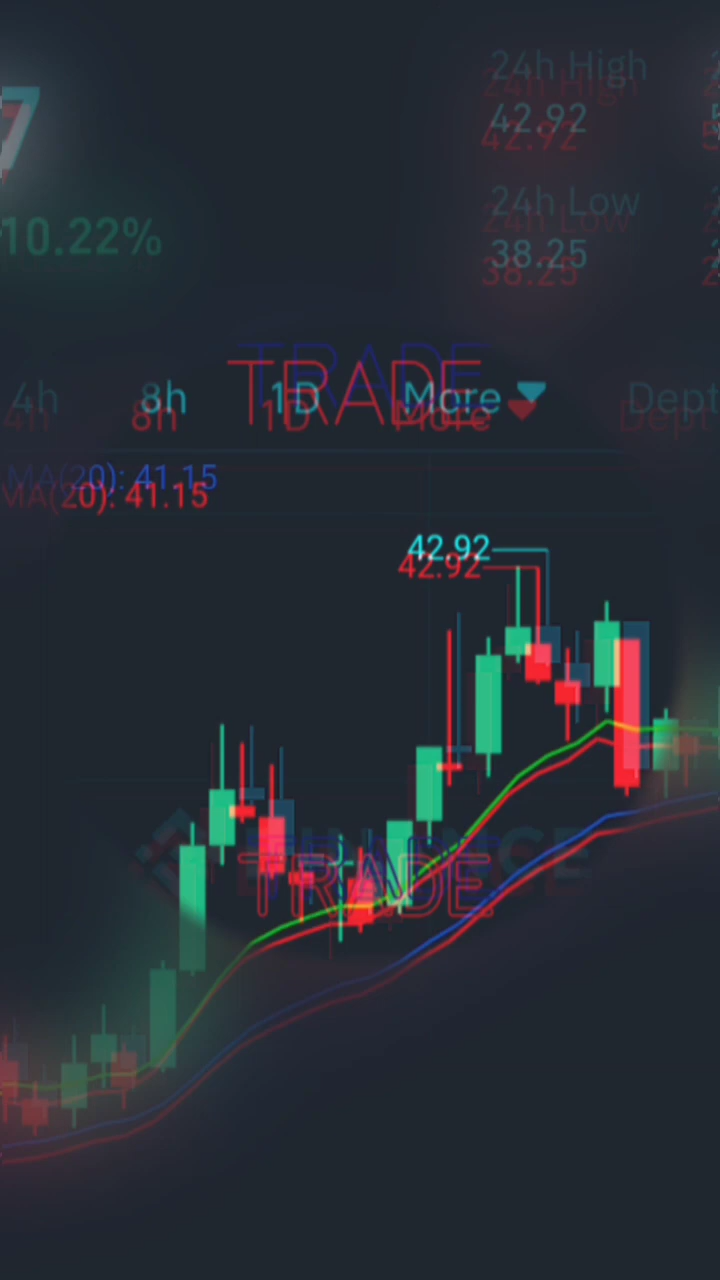 24h High
42.92
24h Low
10.22%
38.25
TRADE
4h 8h 1D More
MA(20): 41.15
42.92
TRADE